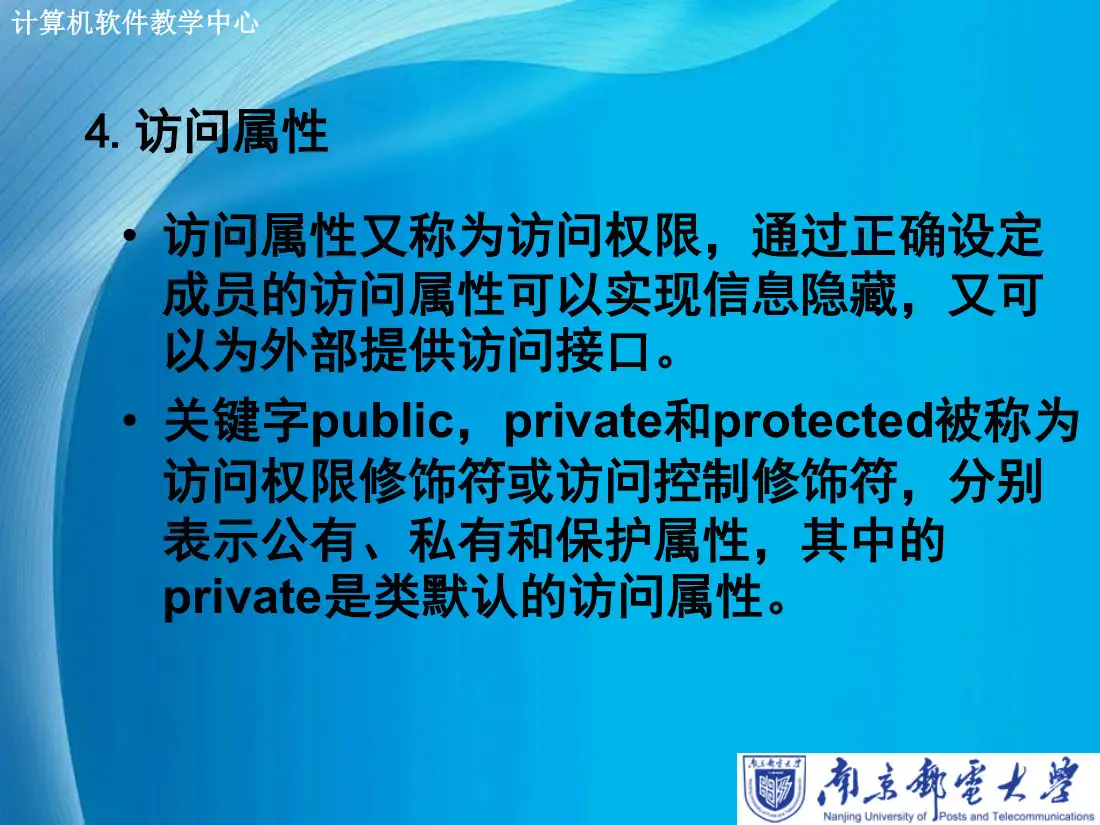 计算机软件教学中心
4. 访问属性
• 访问属性又称为访问权限，通过正确设定
成员的访问属性可以实现信息隐藏，又可
以为外部提供访问接口。
• 关键字public，private和protected被称为
访问权限修饰符或访问控制修饰符，分别
表示公有、私有和保护属性，其中的
private是类默认的访问属性。
南京邮电大学
Nanjing University of Posts and Telecommunications